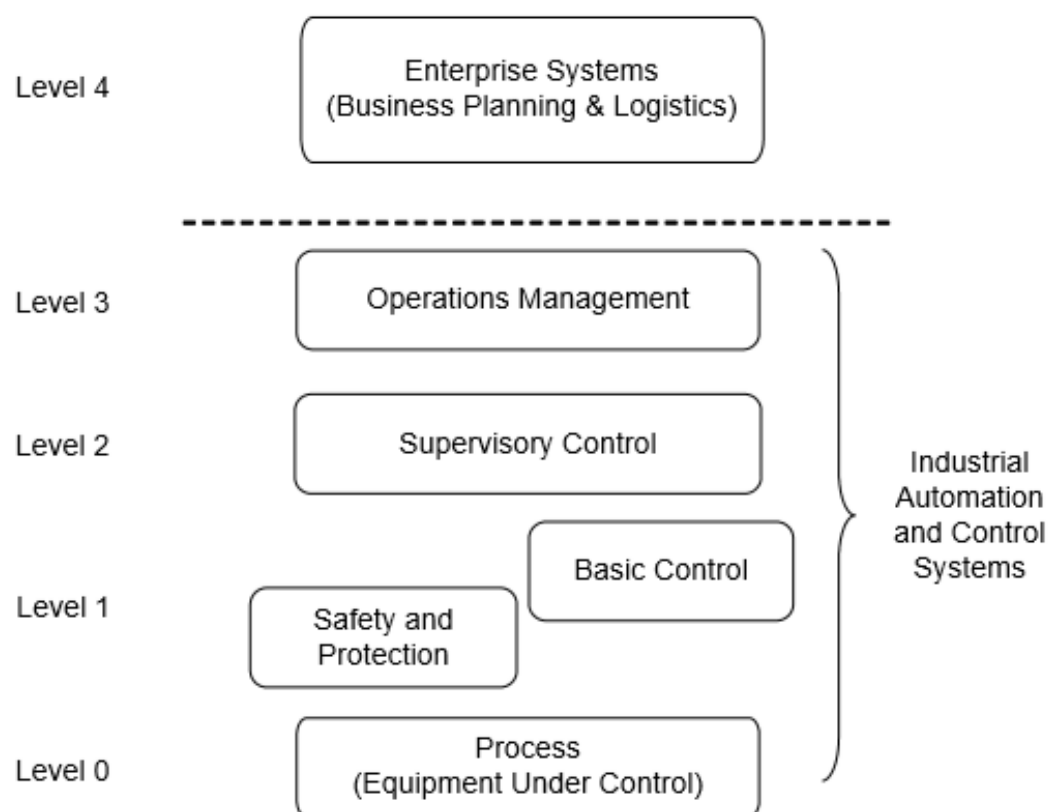 Level 4
Enterprise Systems
(Business Planning & Logistics)
Level 3
Operations Management
Level 2
Supervisory Control
Industrial
Automation
and Control
Systems
Basic Control
Level 1
Safety and
Protection
Level 0
Process
(Equipment Under Control)